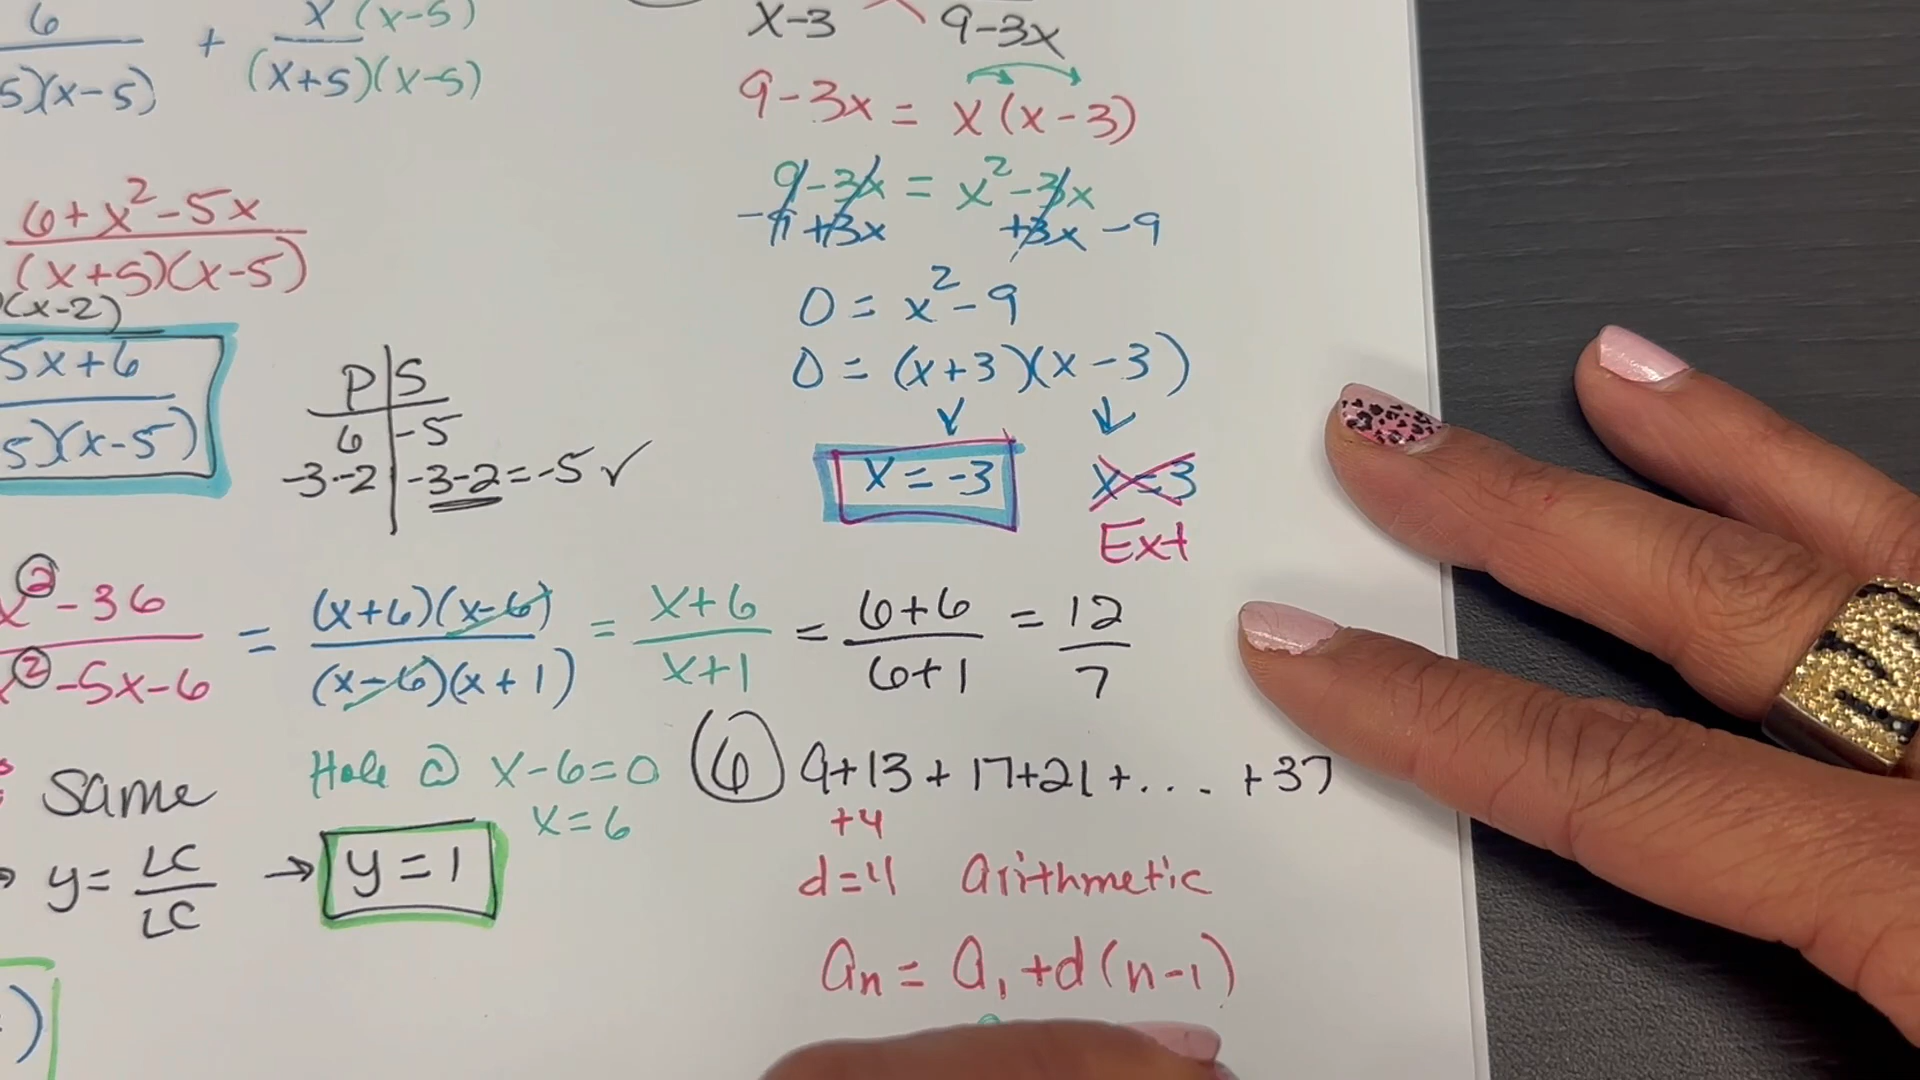 6 / 5)(x-5) + x(x-5) / (x+5)(x-5)
6+x²-5x / (x+5)(x-5)
(x-2)
5x+6 / 5)(x-5)
P | S
6 | -5
-3·-2 | -3-2=-5 ✓
x-3   9-3x
9-3x = x(x-3)
9-3x = x²-3x
-9 +3x   +3x -9
0 = x²-9
0 = (x+3)(x-3)
x = -3   x=3
Ext
x²-36 / x²-5x-6 = (x+6)(x-6) / (x-6)(x+1) = x+6 / x+1 = 6+6 / 6+1 = 12 / 7
Same
Hole @ x-6=0
x=6
y = LC / LC → y=1
6 9+13+17+21+.... +37
+4
d=4 arithmetic
an = a1 + d(n-1)